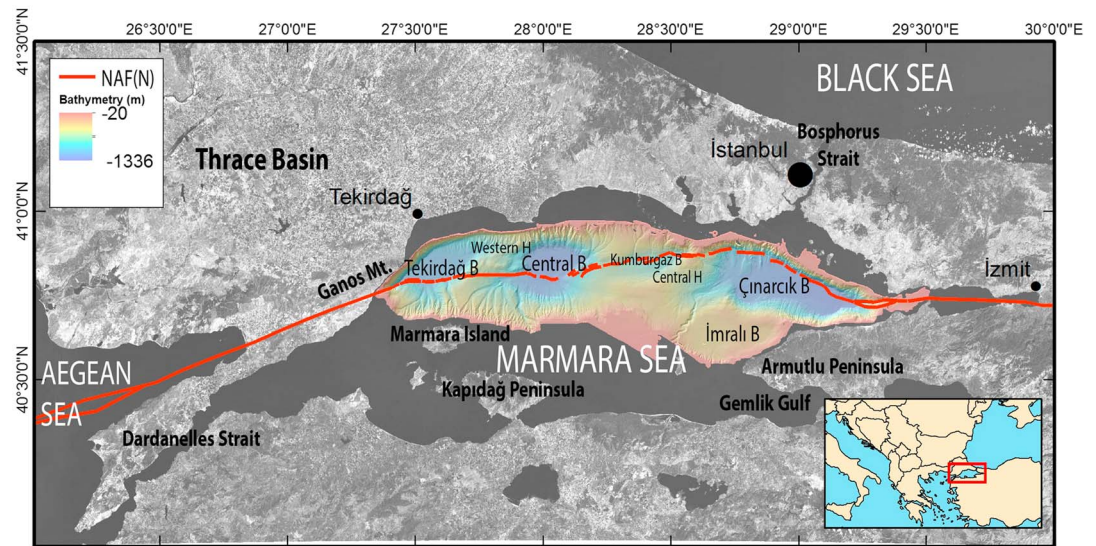 26°30'0"E
27°0'0"E
27°30'0"E
28°0'0"E
28°30'0"E
29°0'0"E
29°30'0"E
30°0'0"E
41°30'0"N
41°0'0"N
40°30'0"N
NAF(N)
Bathymetry (m)
-20
-1336
BLACK SEA
Thrace Basin
İstanbul
Bosphorus
Strait
Tekirdağ
Western H
Tekirdağ B
Central B
Kumburgaz B
Central H
Çınarcık B
İzmit
Ganos Mt.
Marmara Island
MARMARA SEA
İmralı B
Armutlu Peninsula
AEGEAN
SEA
Kapıdağ Peninsula
Gemlik Gulf
Dardanelles Strait